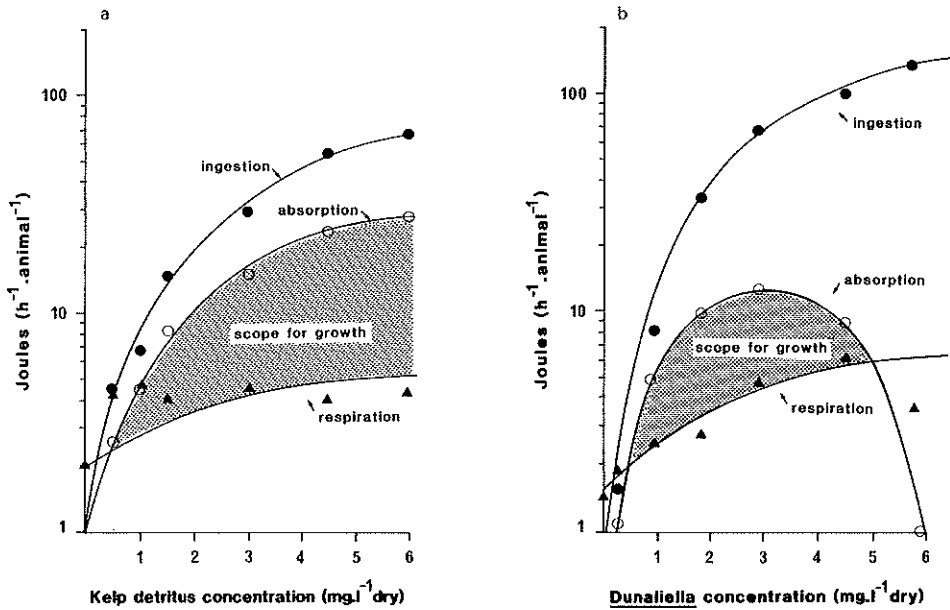 a
100
10
1
Joules (h⁻¹.animal⁻¹)
ingestion
absorption
scope for growth
respiration
1 2 3 4 5 6
Kelp detritus concentration (mg.l⁻¹dry)
b
100
10
1
Joules (h⁻¹.animal⁻¹)
ingestion
absorption
scope for growth
respiration
1 2 3 4 5 6
Dunaliella concentration (mg.l⁻¹dry)